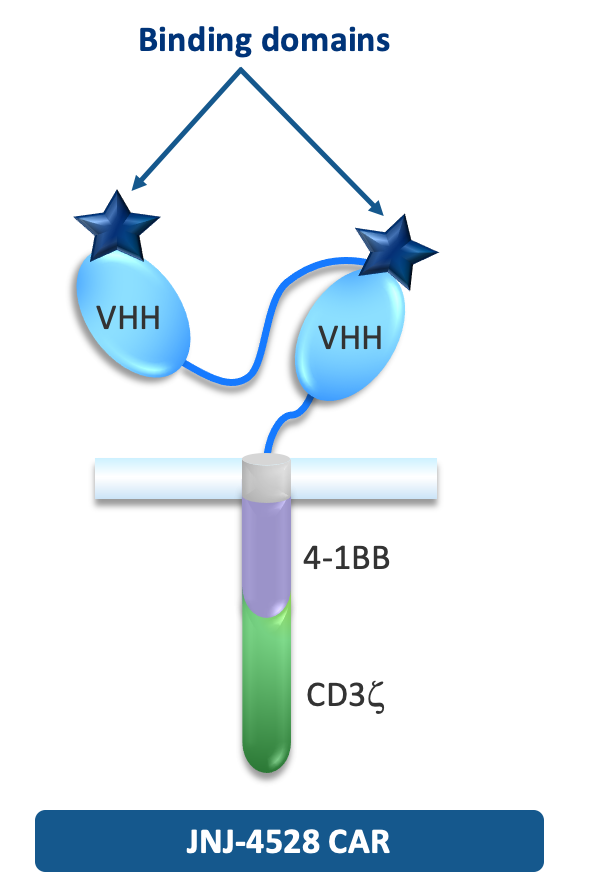 Binding domains
VHH
VHH
4-1BB
CD3ζ
JNJ-4528 CAR